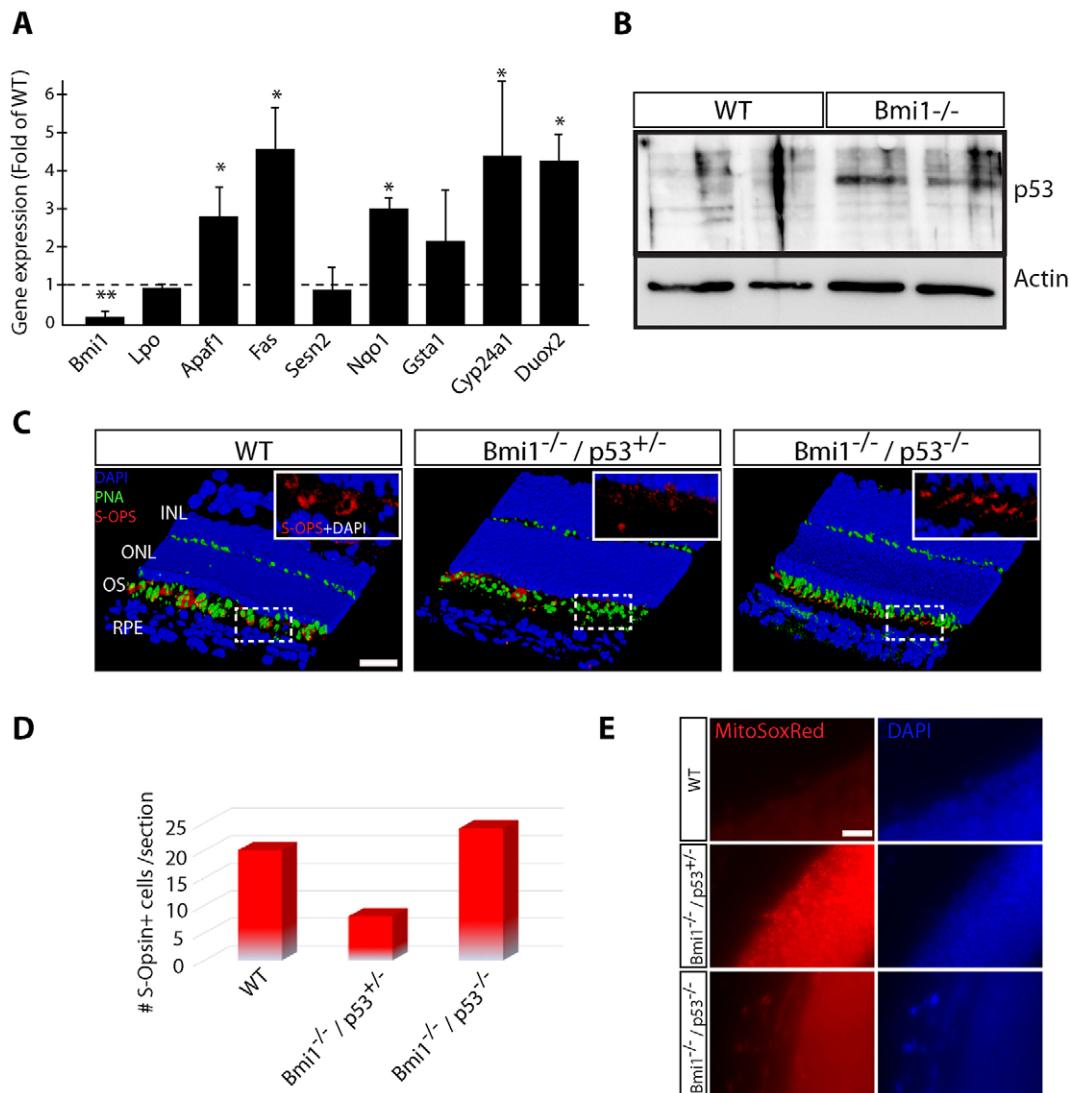 A
Gene expression (Fold of WT)
6
5
4
3
2
1
0
**
*
*
*
*
*
Bmi1
Lpo
Apaf1
Fas
Sesn2
Nqo1
Gsta1
Cyp24a1
Duox2
B
WT
Bmi1-/-
p53
Actin
C
WT
Bmi1-/- / p53+/-
Bmi1-/- / p53-/-
DAPI
PNA
S-OPS
INL
ONL
OS
RPE
S-OPS+DAPI
D
# S-Opsin+ cells /section
25
20
15
10
5
0
WT
Bmi1-/- / p53+/-
Bmi1-/- / p53-/-
E
MitoSoxRed
DAPI
WT
Bmi1-/- / p53+/-
Bmi1-/- / p53-/-